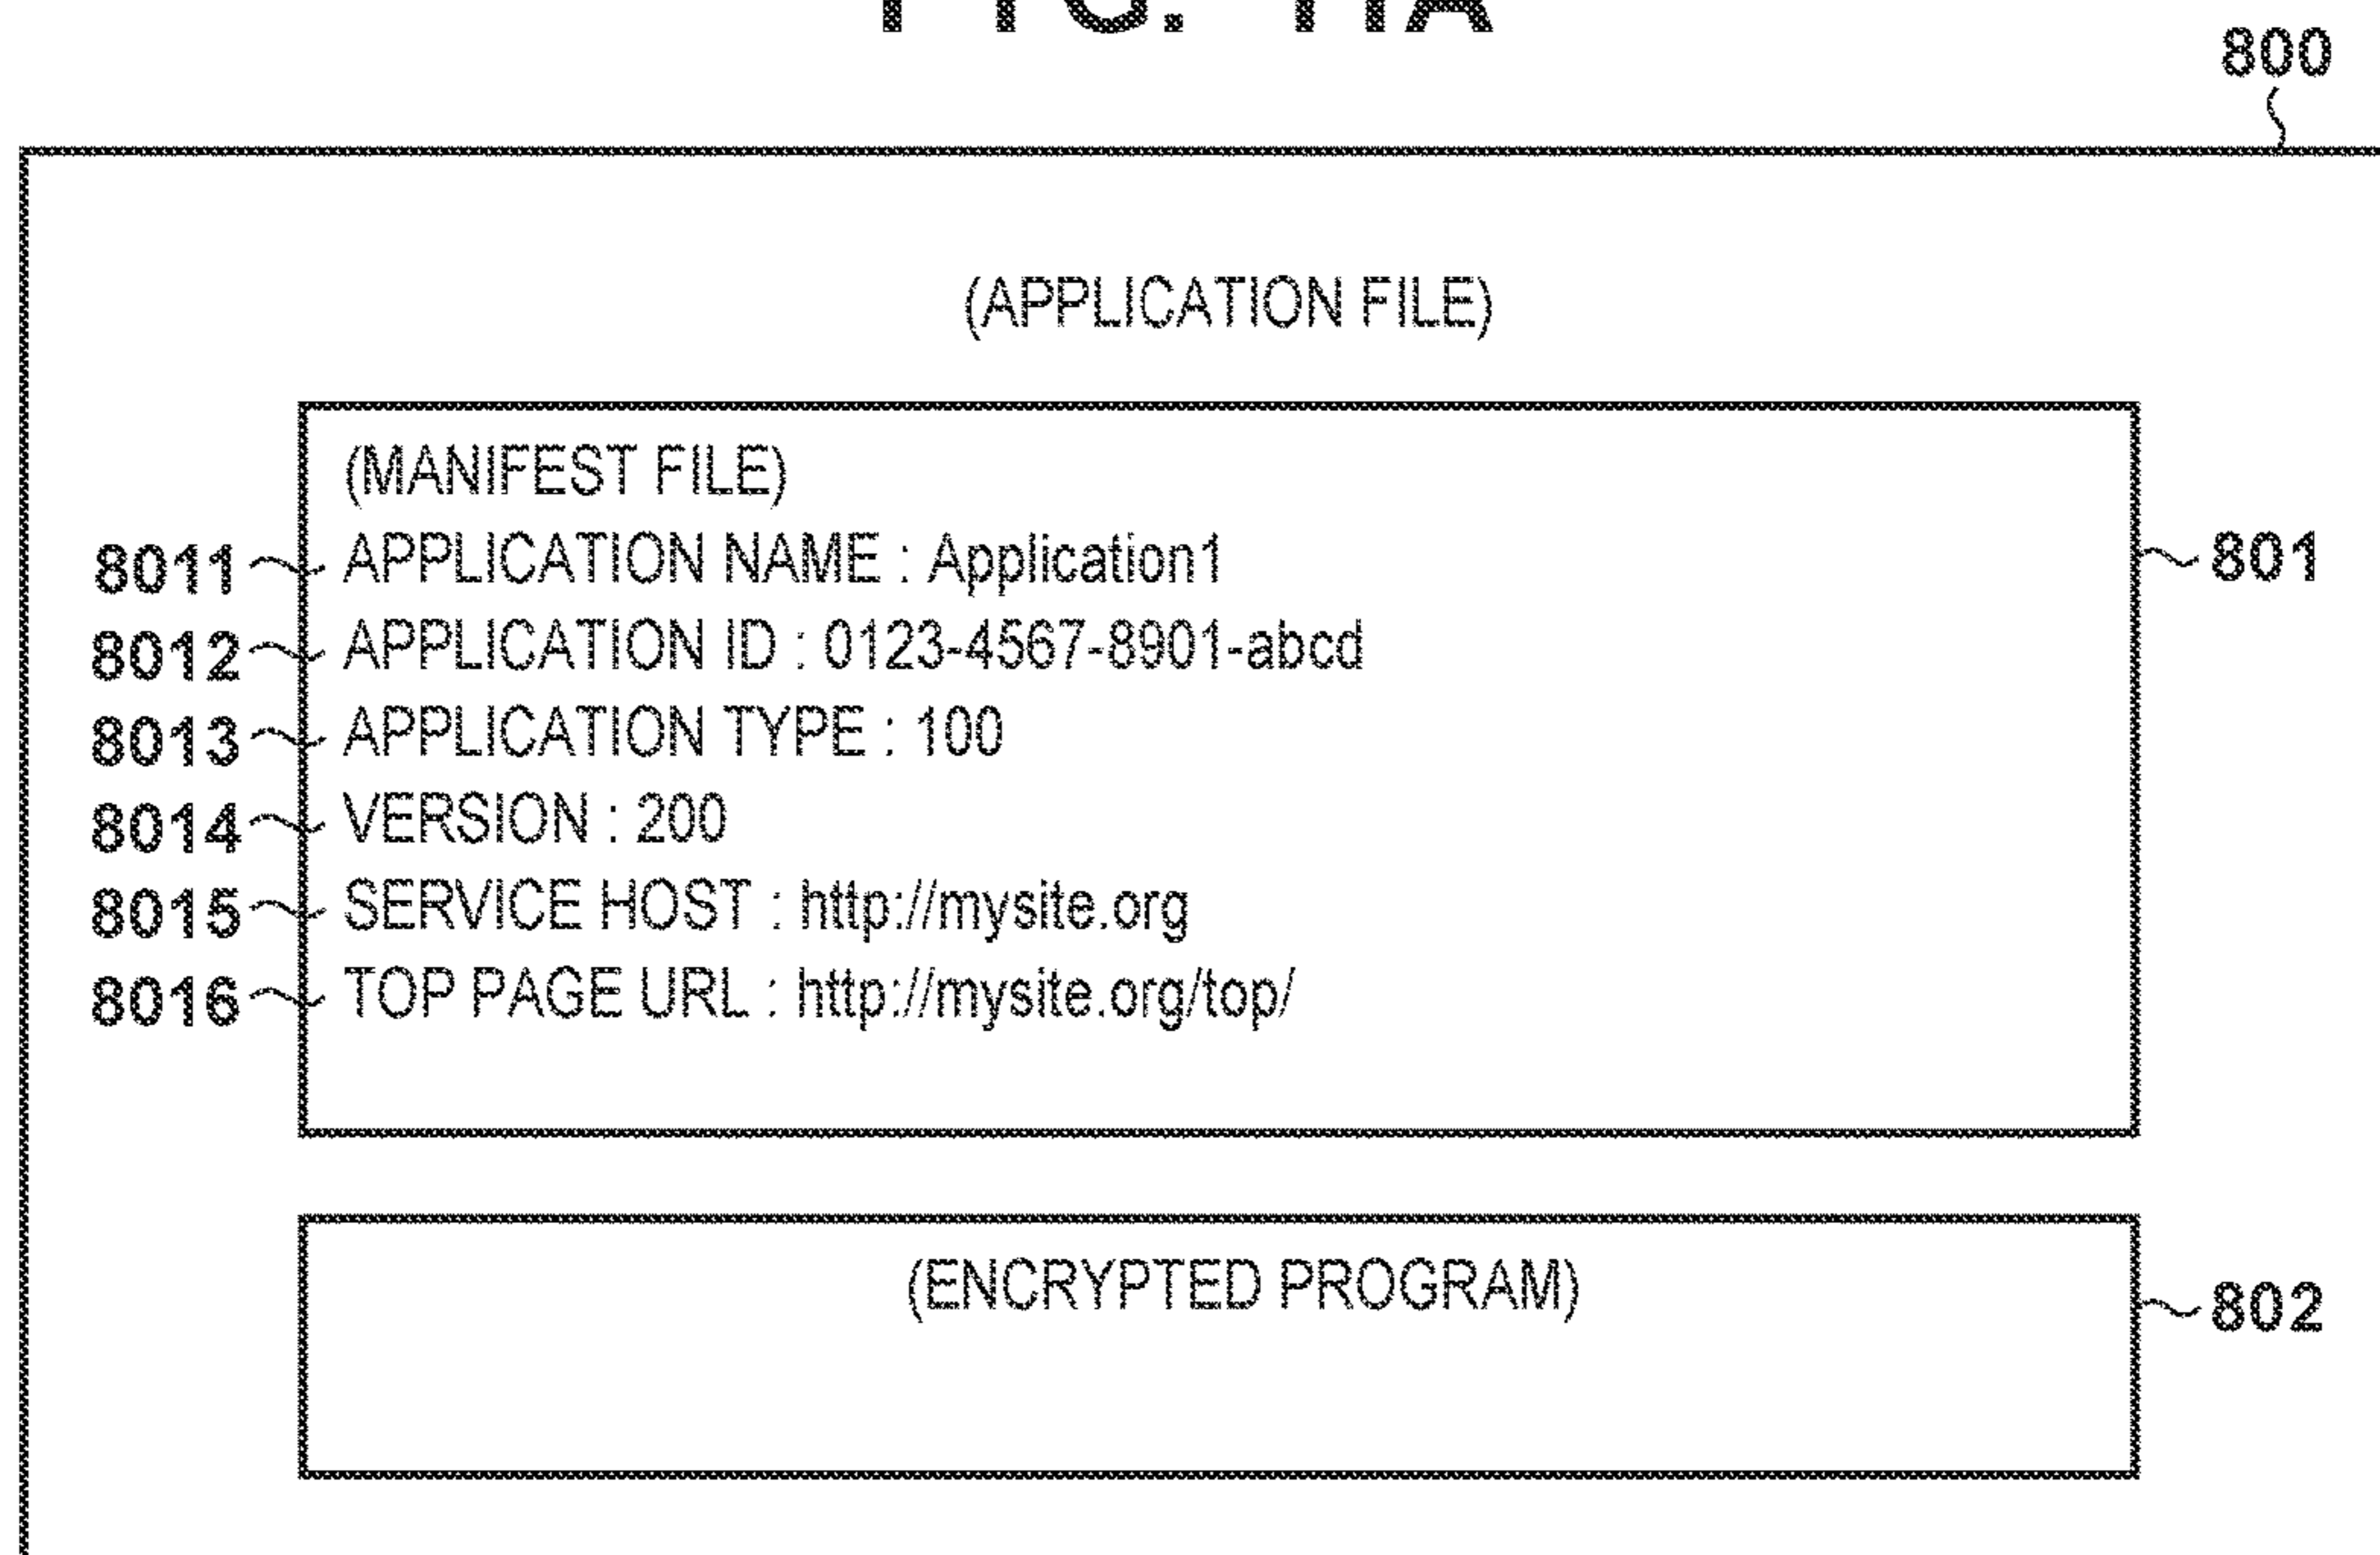 FIG. 11A
800
(APPLICATION FILE)
(MANIFEST FILE)
8011 APPLICATION NAME : Application1 801
8012 APPLICATION ID : 0123-4567-8901-abcd
8013 APPLICATION TYPE : 100
8014 VERSION : 200
8015 SERVICE HOST : http://mysite.org
8016 TOP PAGE URL : http://mysite.org/top/
(ENCRYPTED PROGRAM) 802